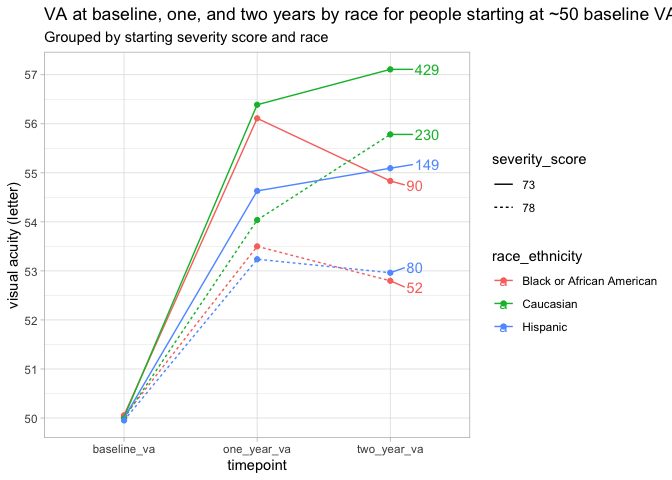 VA at baseline, one, and two years by race for people starting at ~50 baseline VA
Grouped by starting severity score and race
57
56
55
54
53
52
51
50
visual acuity (letter)
429
230
149
90
80
52
baseline_va
one_year_va
two_year_va
timepoint
severity_score
73
78
race_ethnicity
a Black or African American
a Caucasian
a Hispanic